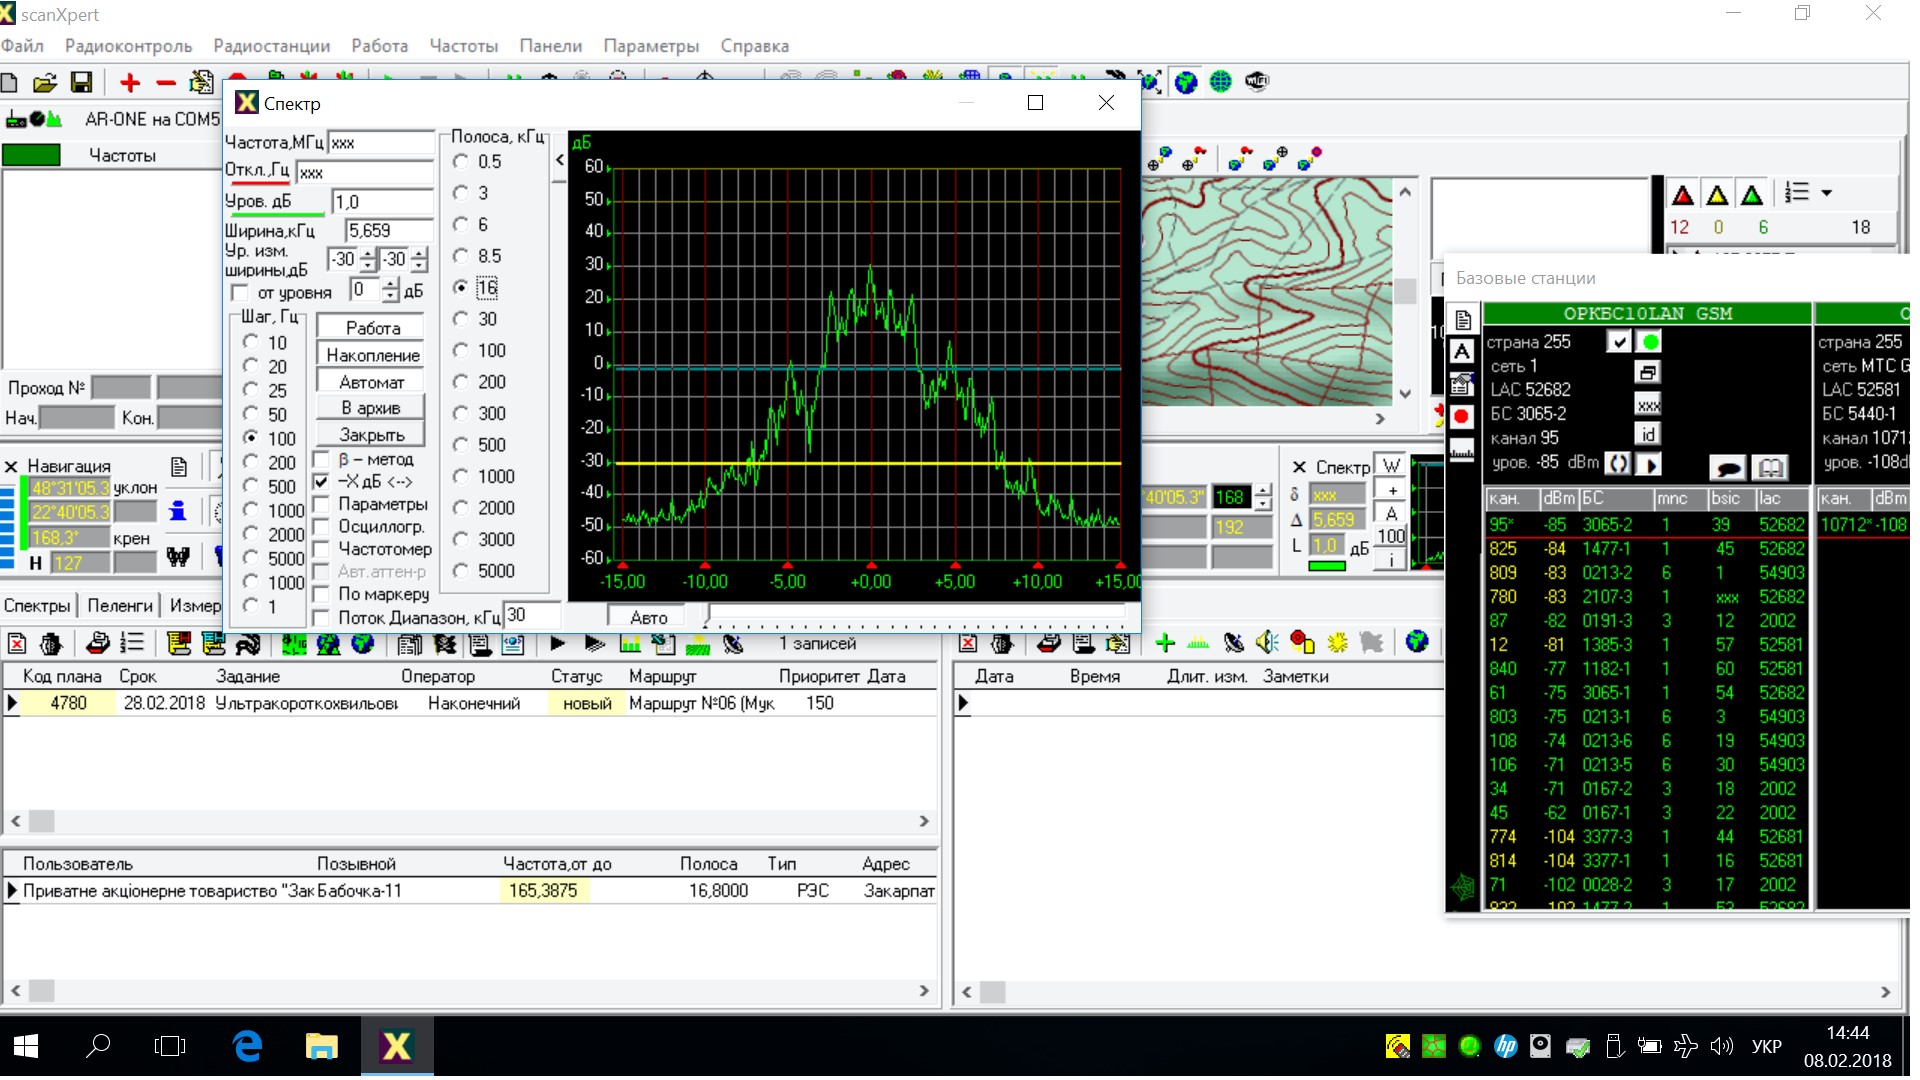 scanXpert
Файл Радиоконтроль Радиостанции Работа Частоты Панели Параметры Справка
AR-ONE на COM5
Частоты
Проход №
Нач. Кон.
Навигация
48°31'05.3 уклон
22°40'05.3
168,3° крен
H 127
Спектры Пеленги Измер
Спектр
Частота,МГц xxx
Откл.,Гц xxx
Уров. дБ 1,0
Ширина,кГц 5,659
Ур. изм.
ширины,дБ -30 -30
от уровня 0 дБ
Шаг, Гц
10
20
25
50
100
200
500
1000
2000
5000
1000
1
Работа
Накопление
Автомат
В архив
Закрыть
β – метод
–X дБ <-->
Параметры
Осциллогр.
Частотомер
Авт.аттен-р
По маркеру
Поток Диапазон, кГц 30
Полоса, кГц
0.5
3
6
8.5
16
30
100
200
300
500
1000
2000
3000
5000
дБ
60
50
40
30
20
10
0
-10
-20
-30
-40
-50
-60
-15,00 -10,00 -5,00 +0,00 +5,00 +10,00 +15,00
Авто
12 0 6 18
°40'05.3" 168
192
Спектр W
δ xxx +
Δ 5,659 A
L 1,0 дБ 100
i
Базовые станции
ОРКБС10LAN GSM
страна 255
сеть 1
LAC 52682
БС 3065-2
канал 95
уров. -85 dBm
xxx
id
страна 255
сеть МТС G
LAC 52581
БС 5440-1
канал 10712
уров. -108dl
кан. dBm БС mnc bsic lac
95* -85 3065-2 1 39 52682
825 -84 1477-1 1 45 52682
809 -83 0213-2 6 1 54903
780 -83 2107-3 1 xxx 52682
87 -82 0191-3 3 12 2002
12 -81 1385-3 1 57 52581
840 -77 1182-1 1 60 52581
61 -75 3065-1 1 54 52682
803 -75 0213-1 6 3 54903
108 -74 0213-6 6 19 54903
106 -71 0213-5 6 30 54903
34 -71 0167-2 3 18 2002
45 -62 0167-1 3 22 2002
774 -104 3377-3 1 44 52681
814 -104 3377-1 1 16 52681
71 -102 0028-2 3 17 2002
кан. dBm
10712* -108
1 записей
Код плана Срок Задание Оператор Статус Маршрут Приоритет Дата
4780 28.02.2018 Ультракороткохвильови Наконечний новый Маршрут №06 (Мук 150
Дата Время Длит. изм. Заметки
Пользователь Позывной Частота,от до Полоса Тип Адрес
Приватне акціонерне товариство "Зак Бабочка-11 165,3875 16,8000 РЭС Закарпат
УКР
14:44
08.02.2018